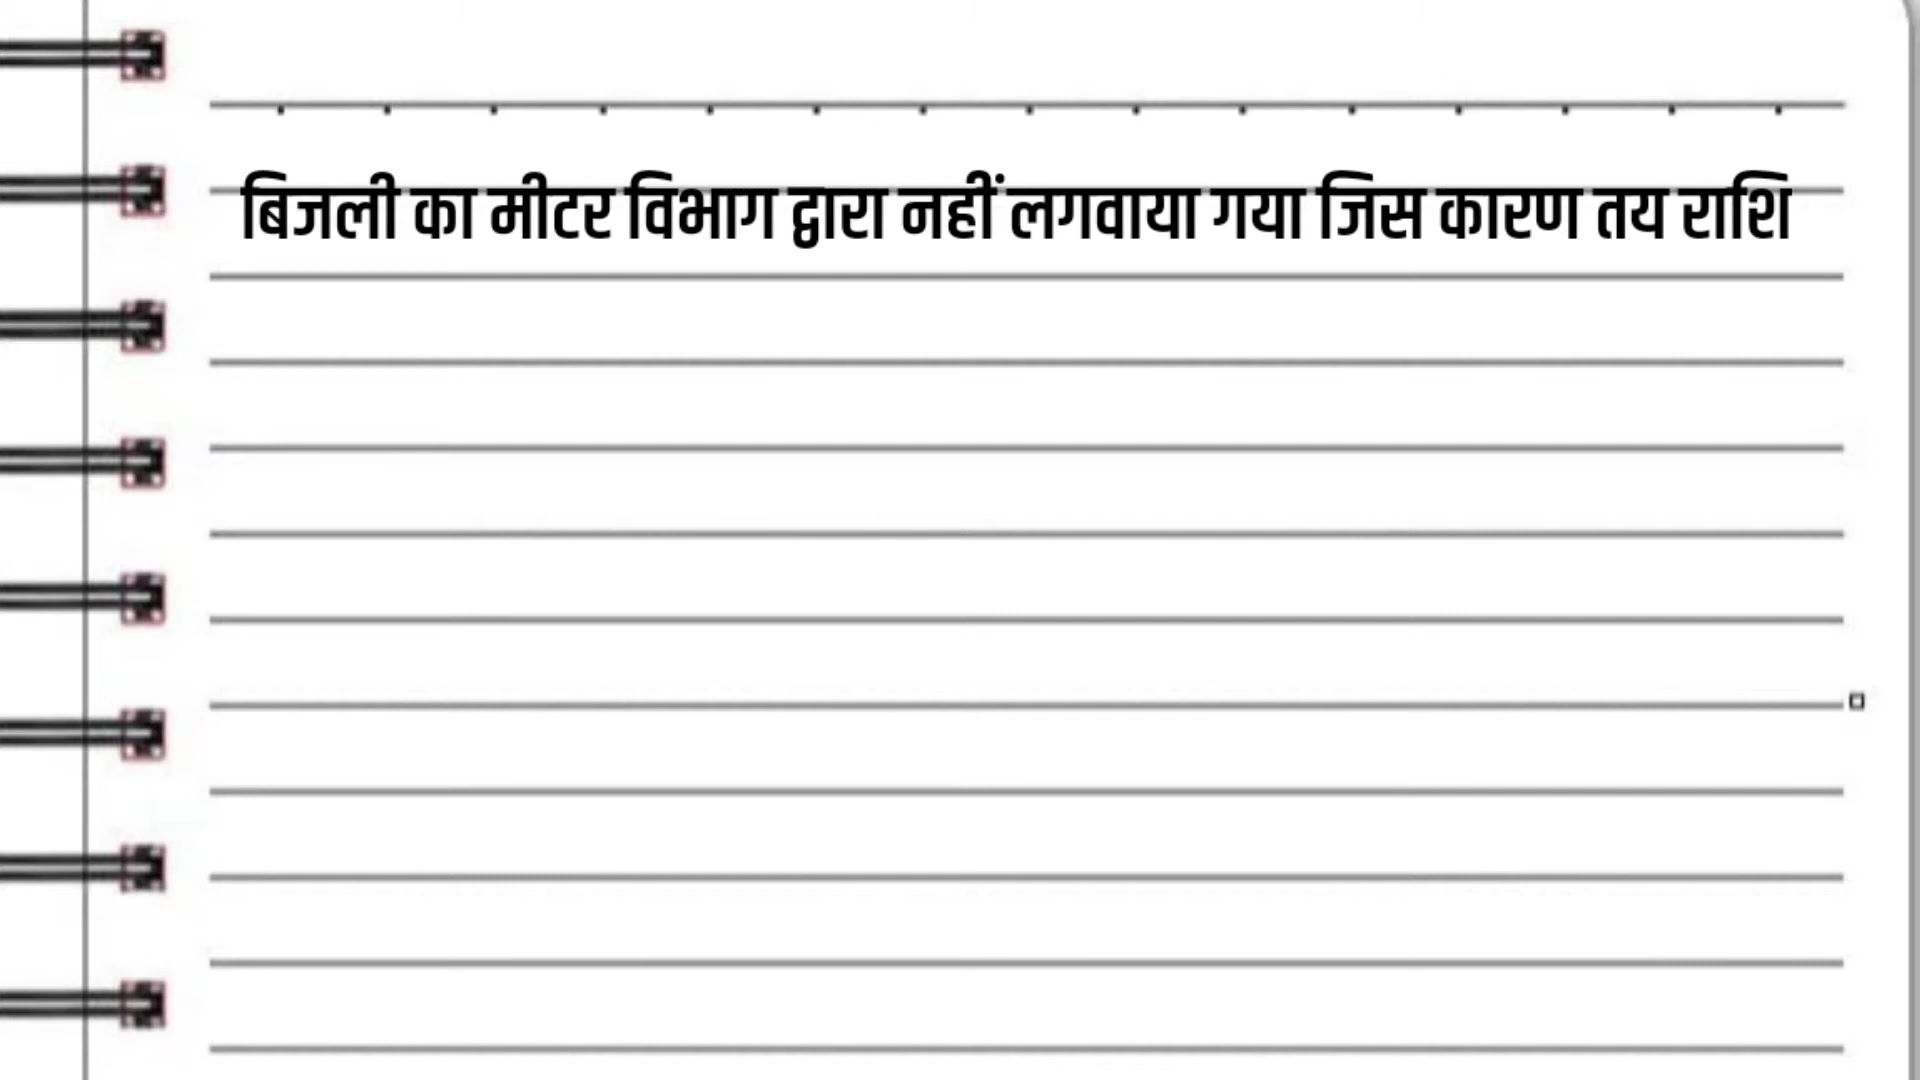 बिजली का मीटर विभाग द्वारा नहीं लगवाया गया जिस कारण तय राशि